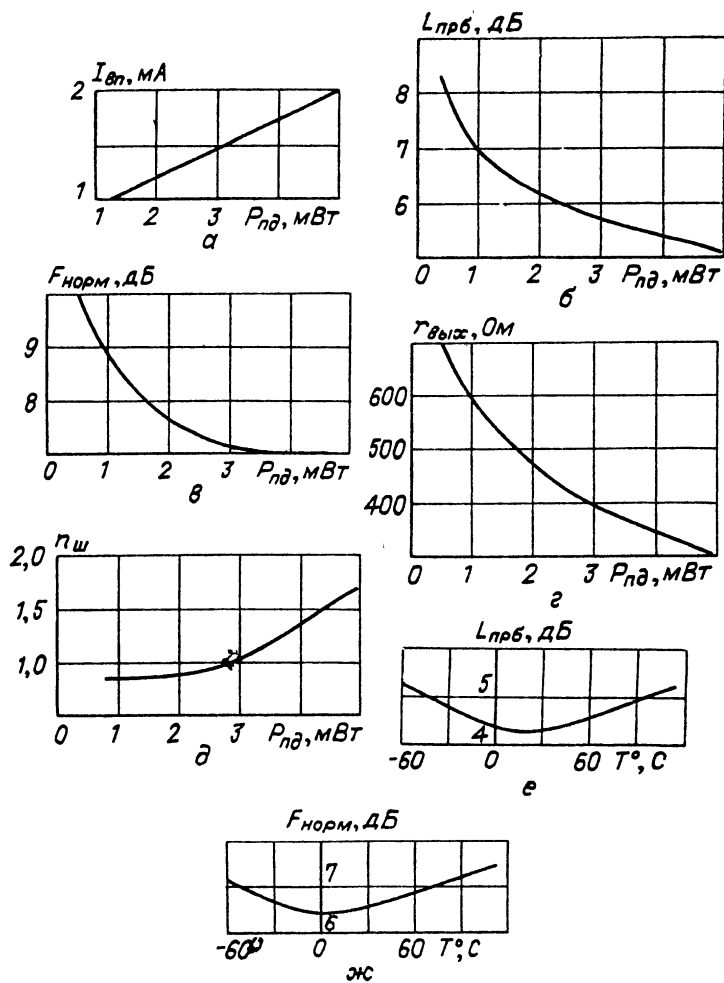 I вп, мА
2
1
1 2 3 Pпд, мВт
а
Lпрб, дБ
8
7
6
0 1 2 3 Pпд, мВт
б
Fнорм, дБ
9
8
0 1 2 3 Pпд, мВт
в
rвых, Ом
600
500
400
0 1 2 3 Pпд, мВт
г
nш
2,0
1,5
1,0
0 1 2 3 Pпд, мВт
д
Lпрб, дБ
5
4
-60 0 60 T°, С
е
Fнорм, дБ
7
6
-60 0 60 T°, С
ж